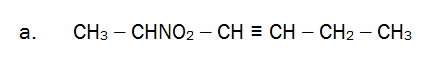 a. CH₃ – CHNO₂ – CH ≡ CH – CH₂ – CH₃